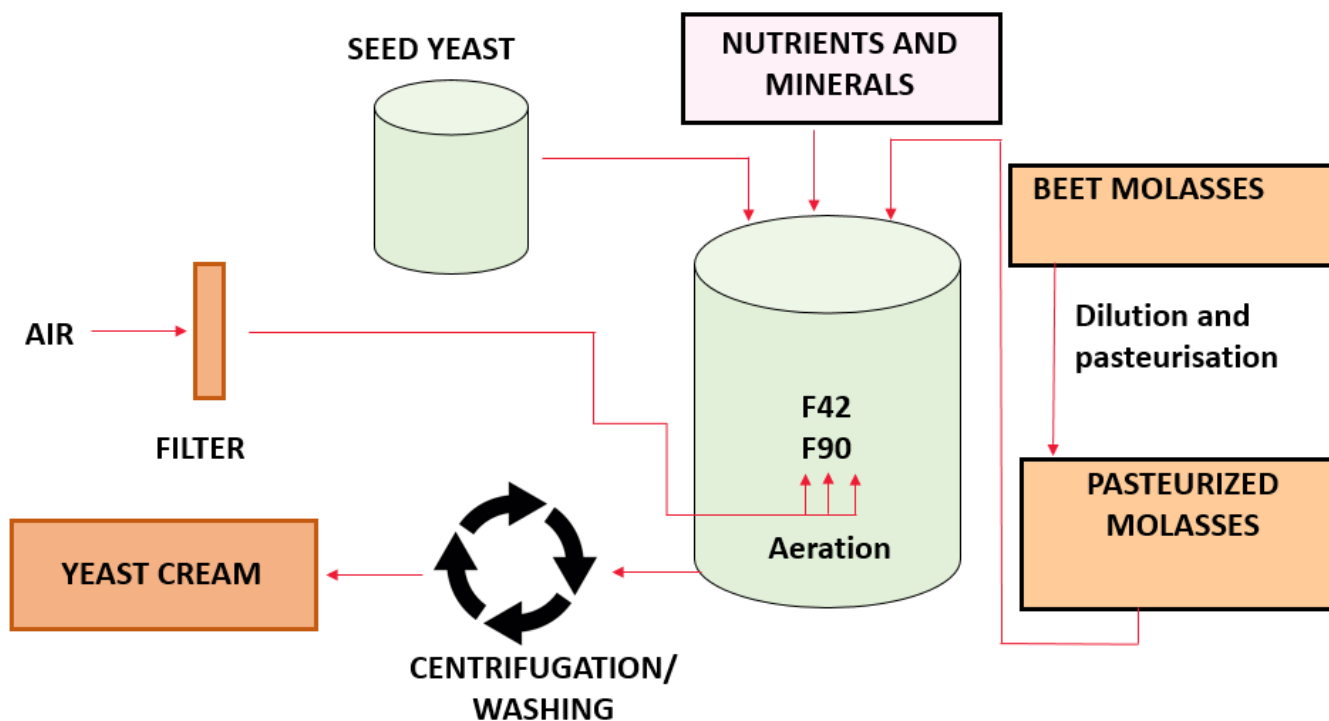 SEED YEAST
NUTRIENTS AND
MINERALS
BEET MOLASSES
Dilution and
pasteurisation
AIR
FILTER
F42
F90
Aeration
PASTEURIZED
MOLASSES
YEAST CREAM
CENTRIFUGATION/
WASHING